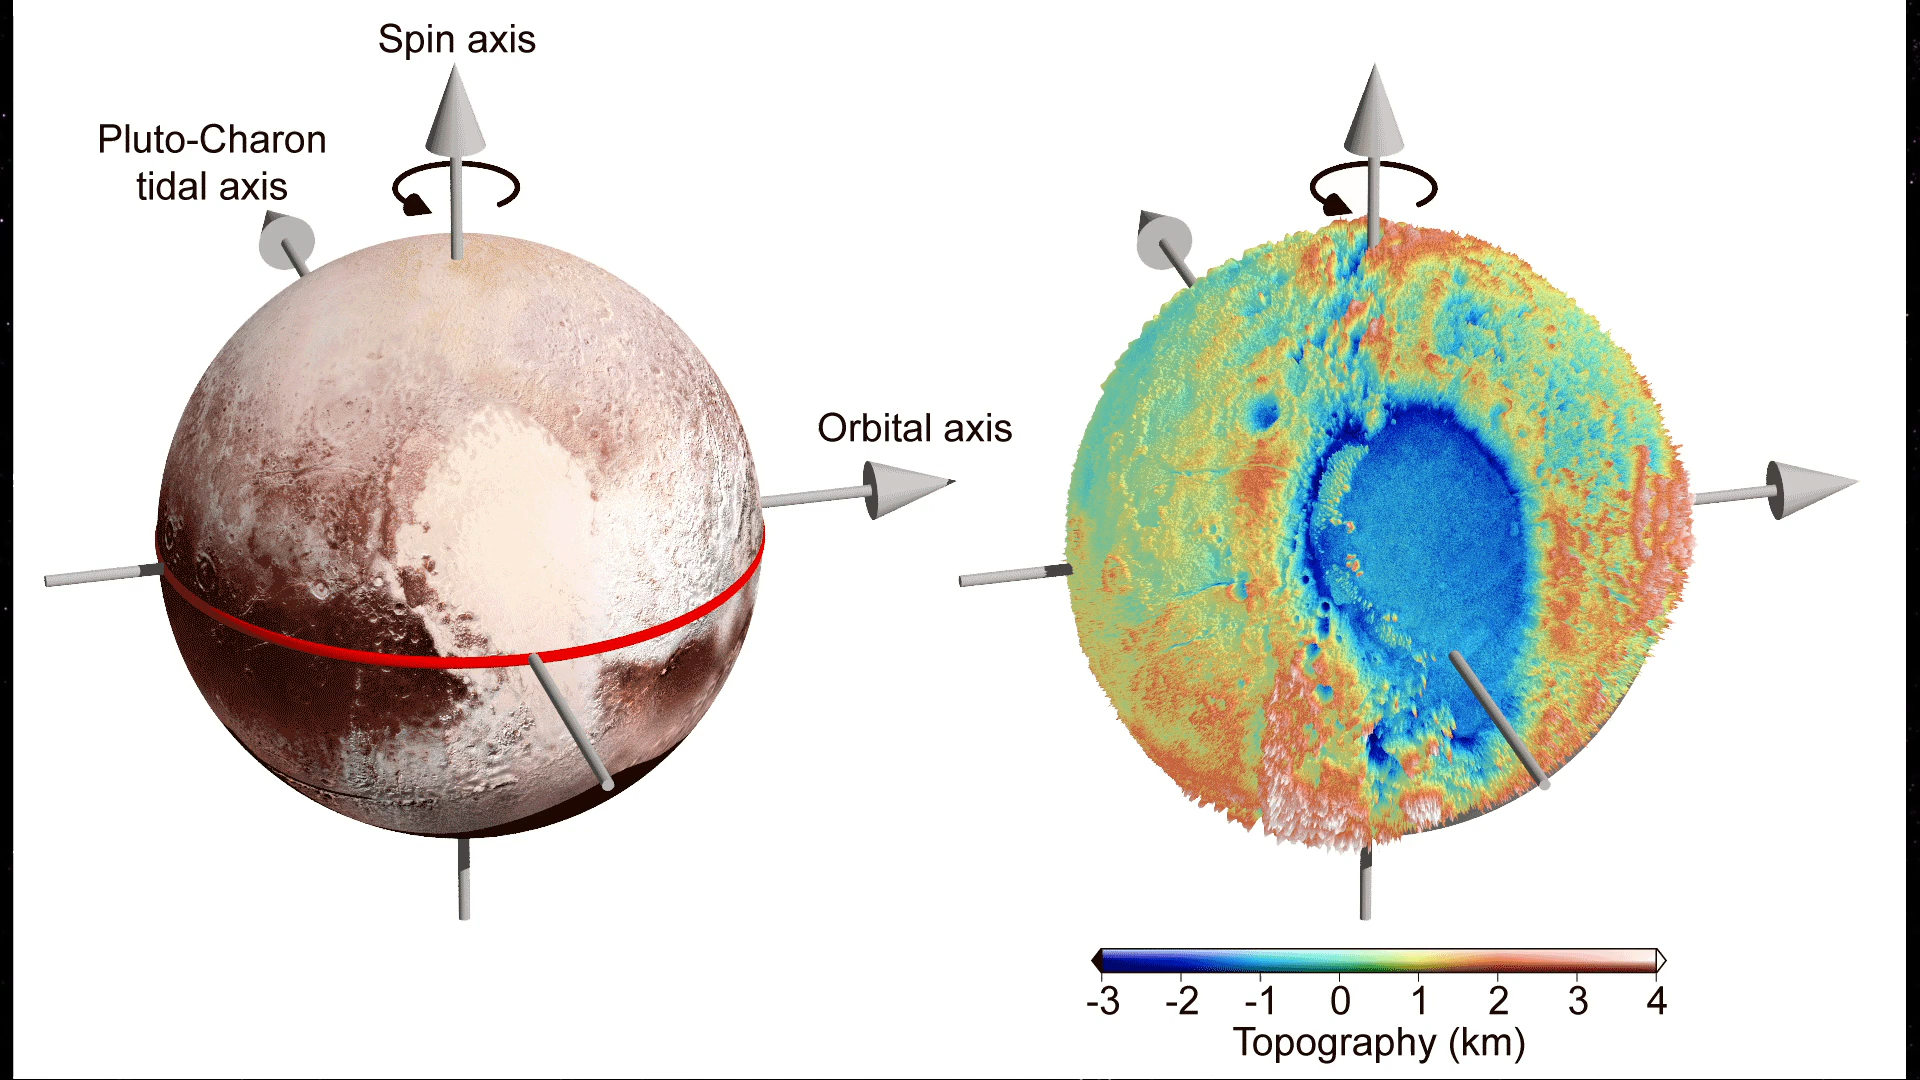 Spin axis
Pluto-Charon
tidal axis
Orbital axis
-3 -2 -1 0 1 2 3 4
Topography (km)